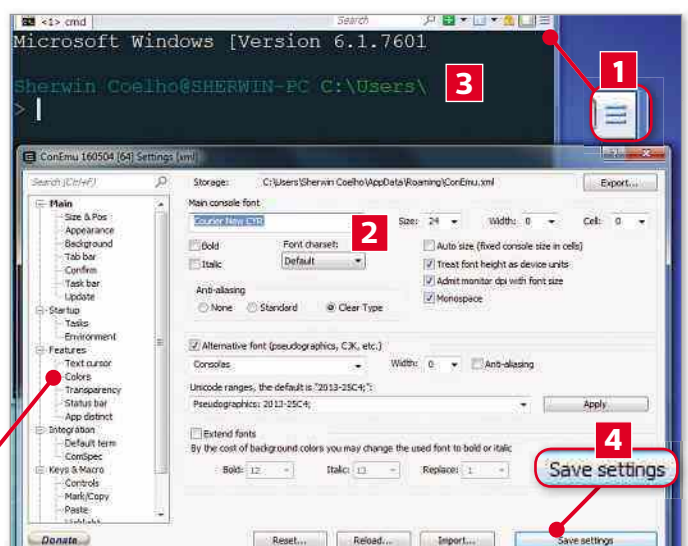 <1> cmd
Search
Microsoft Windows [Version 6.1.7601
1
Sherwin Coelho@SHERWIN-PC C:\Users\
> |
3
ConEmu 160504 [64] Settings [xml]
Search (Ctrl+F)
Storage: C:\Users\Sherwin Coelho\AppData\Roaming\ConEmu.xml Export...
Main
Size & Pos
Appearance
Background
Tab bar
Confirm
Task bar
Update
Startup
Tasks
Environment
Features
Text cursor
Colors
Transparency
Status bar
App distinct
Integration
Default term
ComSpec
Keys & Macro
Controls
Mark/Copy
Paste
Highlight
Donate
Main console font
Courier New CYR
2
Size: 24 Width: 0 Cell: 0
Bold
Italic
Font charset:
Default
Auto size (fixed console size in cells)
Treat font height as device units
Admit monitor dpi with font size
Monospace
Anti-aliasing
None Standard Clear Type
Alternative font (pseudographics, CJK, etc.)
Consolas Width: 0 Anti-aliasing
Unicode ranges, the default is "2013-25C4;":
Pseudographics: 2013-25C4; Apply
Extend fonts
By the cost of background colors you may change the used font to bold or italic
Bold: 12 Italic: 13 Replace: 1
4
Save settings
Reset... Reload... Import... Save settings